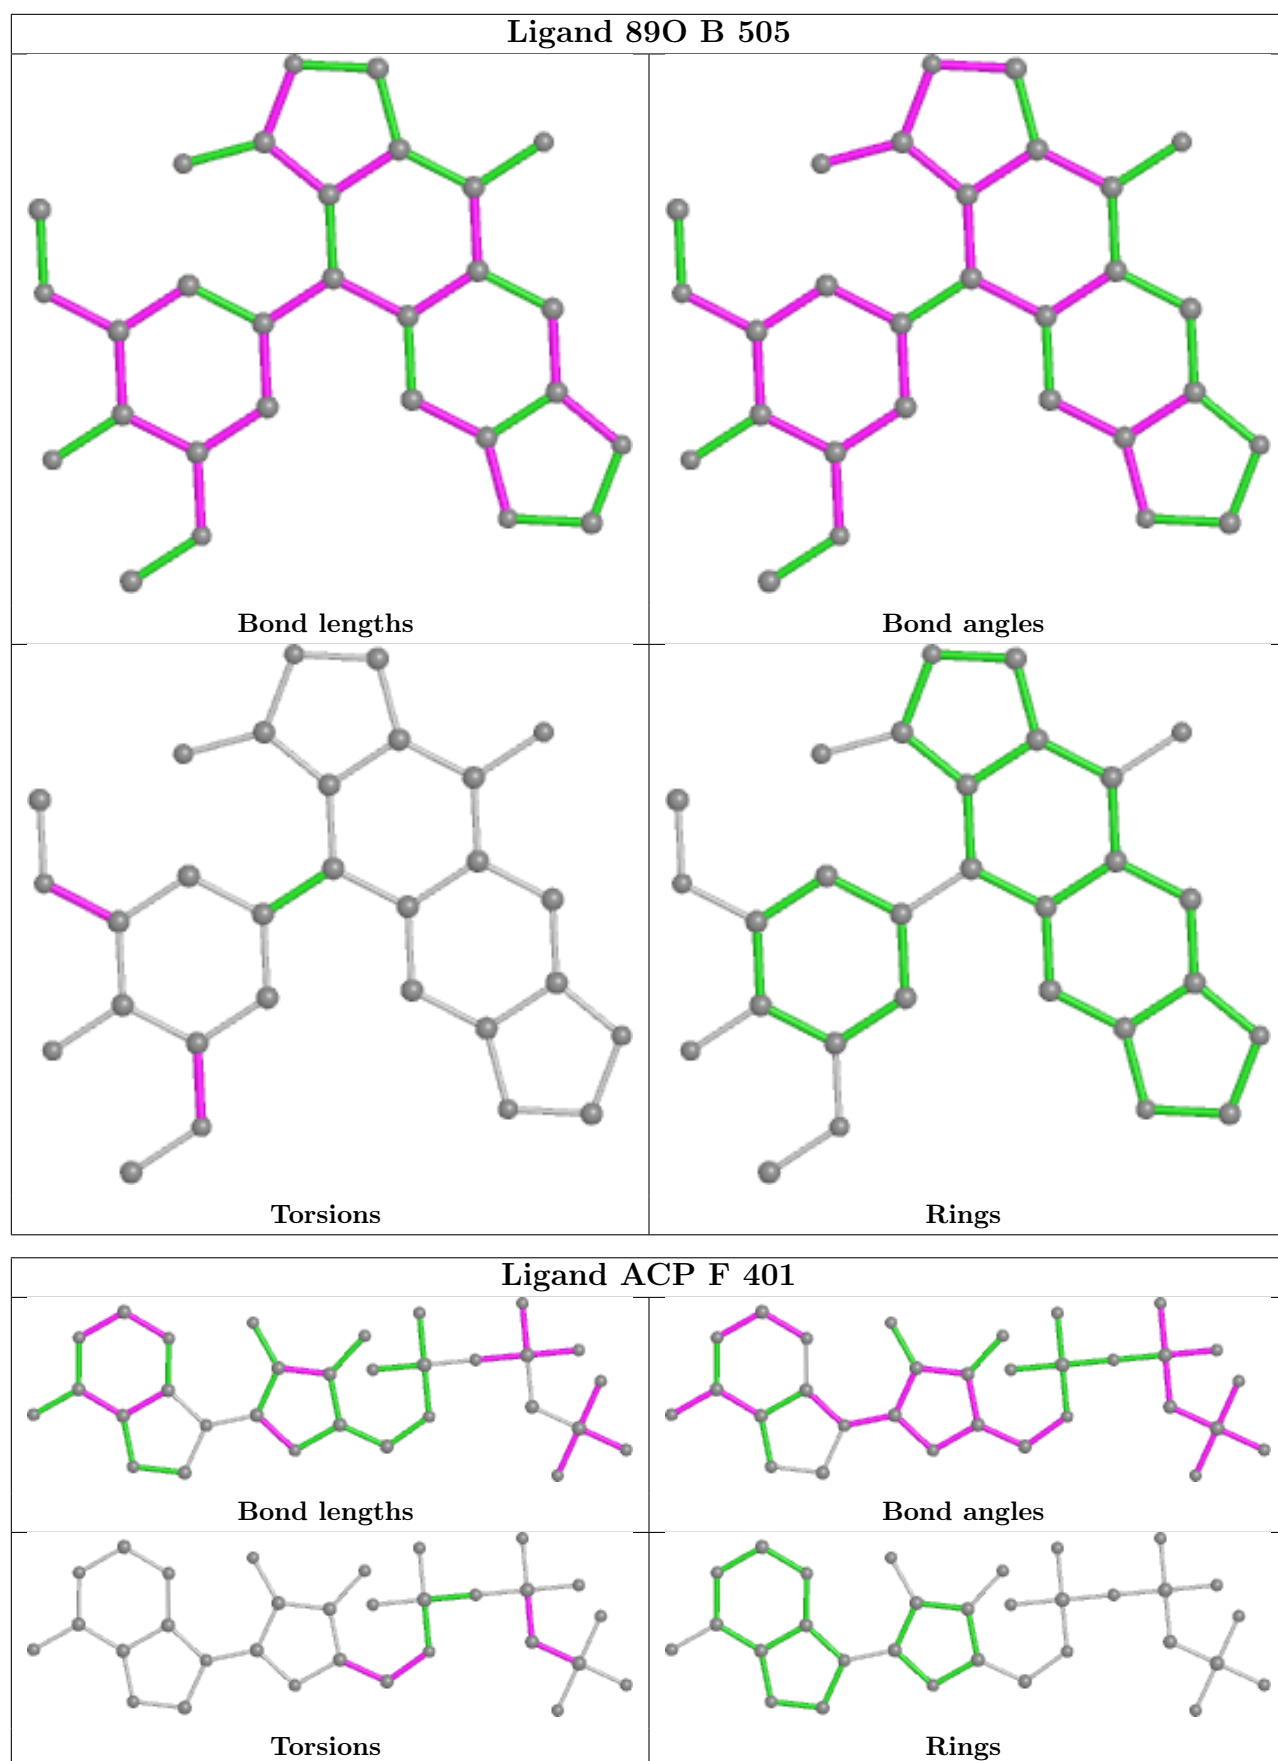 Ligand 89O B 505
Bond lengths
Bond angles
Torsions
Rings
Ligand ACP F 401
Bond lengths
Bond angles
Torsions
Rings